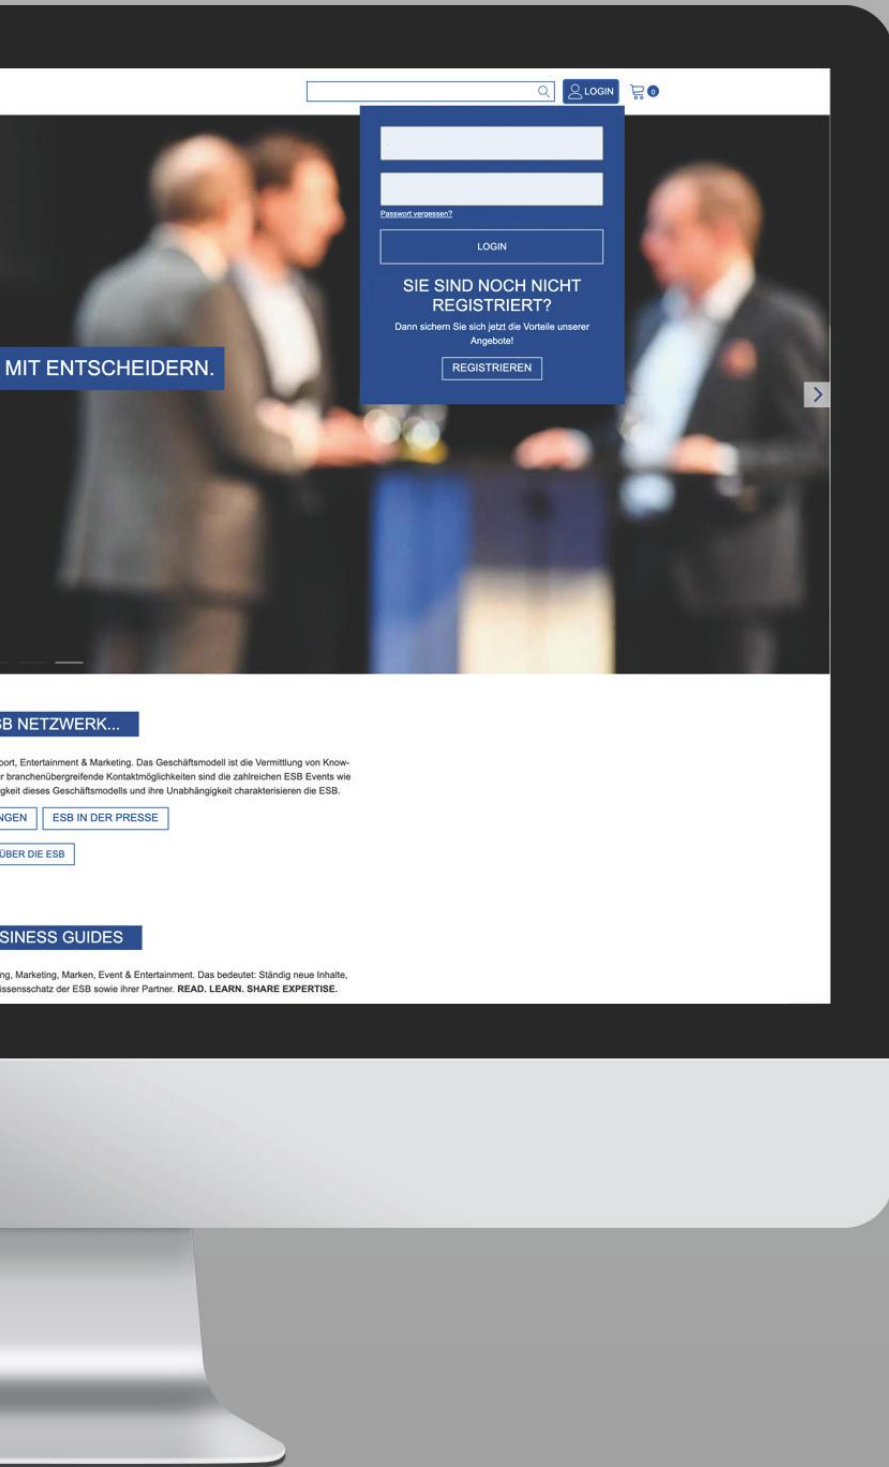 LOGIN
0
Passwort vergessen?
LOGIN
SIE SIND NOCH NICHT
REGISTRIERT?
Dann sichern Sie sich jetzt die Vorteile unserer
Angebote!
REGISTRIEREN
MIT ENTSCHEIDERN.
SB NETZWERK...
port, Entertainment & Marketing. Das Geschäftsmodell ist die Vermittlung von Know-
r branchenübergreifende Kontaktmöglichkeiten sind die zahlreichen ESB Events wie
gkeit dieses Geschäftsmodells und ihre Unabhängigkeit charakterisieren die ESB.
NGEN ESB IN DER PRESSE
ÜBER DIE ESB
SINESS GUIDES
ng, Marketing, Marken, Event & Entertainment. Das bedeutet: Ständig neue Inhalte,
issensschatz der ESB sowie ihrer Partner. READ. LEARN. SHARE EXPERTISE.